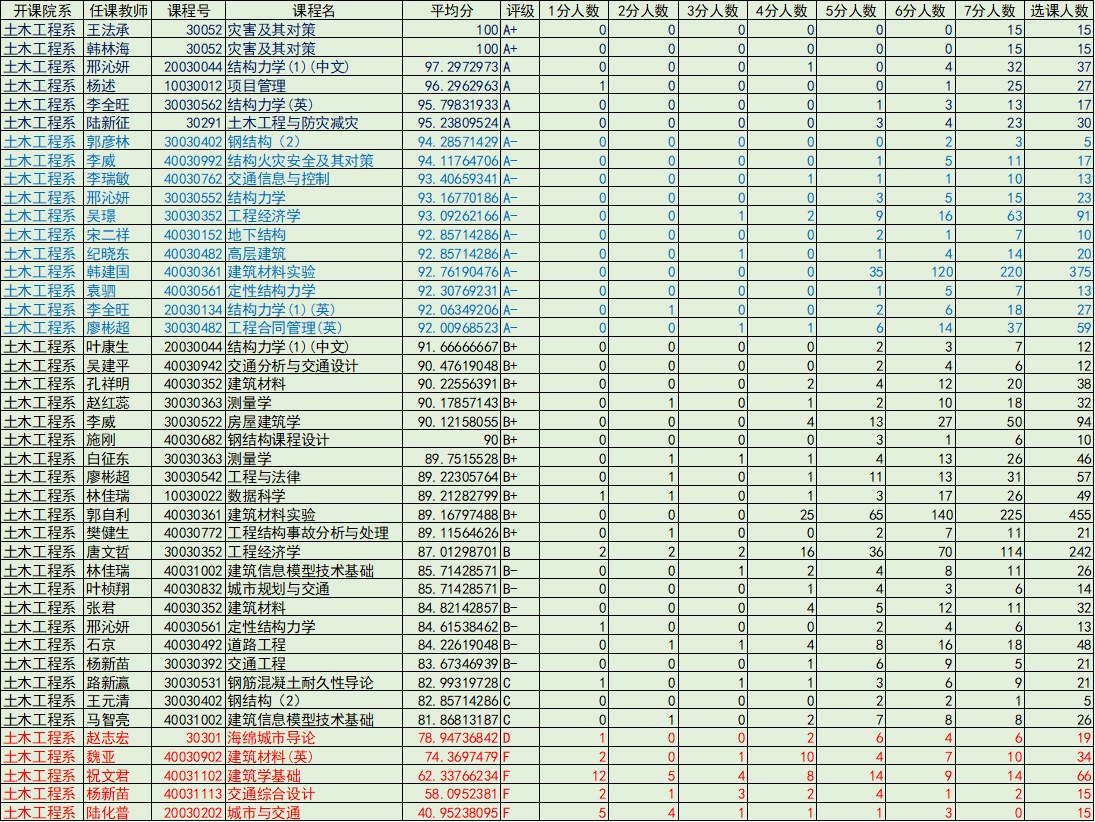 开课院系 任课教师 课程号 课程名 平均分 评级 1分人数 2分人数 3分人数 4分人数 5分人数 6分人数 7分人数 选课人数
土木工程系 王法承 30052 灾害及其对策 100 A+ 0 0 0 0 0 0 15 15
土木工程系 韩林海 30052 灾害及其对策 100 A+ 0 0 0 0 0 0 15 15
土木工程系 邢沁妍 20030044 结构力学(1)(中文) 97.2972973 A 0 0 0 1 0 4 32 37
土木工程系 杨述 10030012 项目管理 96.2962963 A 1 0 0 0 0 1 25 27
土木工程系 李全旺 30030562 结构力学(英) 95.79831933 A 0 0 0 0 1 3 13 17
土木工程系 陆新征 30291 土木工程与防灾减灾 95.23809524 A 0 0 0 0 3 4 23 30
土木工程系 郭彦林 30030402 钢结构（2） 94.28571429 A- 0 0 0 0 0 2 3 5
土木工程系 李威 40030992 结构火灾安全及其对策 94.11764706 A- 0 0 0 0 1 5 11 17
土木工程系 李瑞敏 40030762 交通信息与控制 93.40659341 A- 0 0 0 1 1 1 10 13
土木工程系 邢沁妍 30030552 结构力学 93.16770186 A- 0 0 0 0 3 5 15 23
土木工程系 吴璟 30030352 工程经济学 93.09262166 A- 0 0 1 2 9 16 63 91
土木工程系 宋二祥 40030152 地下结构 92.85714286 A- 0 0 0 0 2 1 7 10
土木工程系 纪晓东 40030482 高层建筑 92.85714286 A- 0 0 1 0 1 4 14 20
土木工程系 韩建国 40030361 建筑材料实验 92.76190476 A- 0 0 0 0 35 120 220 375
土木工程系 袁驷 40030561 定性结构力学 92.30769231 A- 0 0 0 0 1 5 7 13
土木工程系 李全旺 20030134 结构力学(1)(英) 92.06349206 A- 0 1 0 0 2 6 18 27
土木工程系 廖彬超 30030482 工程合同管理(英) 92.00968523 A- 0 0 1 1 6 14 37 59
土木工程系 叶康生 20030044 结构力学(1)(中文) 91.66666667 B+ 0 0 0 0 2 3 7 12
土木工程系 吴建平 40030942 交通分析与交通设计 90.47619048 B+ 0 0 0 0 2 4 6 12
土木工程系 孔祥明 40030352 建筑材料 90.22556391 B+ 0 0 0 2 4 12 20 38
土木工程系 赵红蕊 30030363 测量学 90.17857143 B+ 0 1 0 1 2 10 18 32
土木工程系 李威 30030522 房屋建筑学 90.12158055 B+ 0 0 0 4 13 27 50 94
土木工程系 施刚 40030682 钢结构课程设计 90 B+ 0 0 0 0 3 1 6 10
土木工程系 白征东 30030363 测量学 89.7515528 B+ 0 1 1 1 4 13 26 46
土木工程系 廖彬超 30030542 工程与法律 89.22305764 B+ 0 1 0 1 11 13 31 57
土木工程系 林佳瑞 10030022 数据科学 89.21282799 B+ 1 1 0 1 3 17 26 49
土木工程系 郭自利 40030361 建筑材料实验 89.16797488 B+ 0 0 0 25 65 140 225 455
土木工程系 樊健生 40030772 工程结构事故分析与处理 89.11564626 B+ 0 1 0 0 2 7 11 21
土木工程系 唐文哲 30030352 工程经济学 87.01298701 B 2 2 2 16 36 70 114 242
土木工程系 林佳瑞 40031002 建筑信息模型技术基础 85.71428571 B- 0 0 1 2 4 8 11 26
土木工程系 叶桢翔 40030832 城市规划与交通 85.71428571 B- 0 0 0 1 4 3 6 14
土木工程系 张君 40030352 建筑材料 84.82142857 B- 0 0 0 4 5 12 11 32
土木工程系 邢沁妍 40030561 定性结构力学 84.61538462 B- 1 0 0 0 2 4 6 13
土木工程系 石京 40030492 道路工程 84.22619048 B- 0 1 1 4 8 16 18 48
土木工程系 杨新苗 30030392 交通工程 83.67346939 B- 0 0 0 1 6 9 5 21
土木工程系 路新瀛 30030531 钢筋混凝土耐久性导论 82.99319728 C 1 0 1 1 3 6 9 21
土木工程系 王元清 30030402 钢结构（2） 82.85714286 C 0 0 0 0 2 2 1 5
土木工程系 马智亮 40031002 建筑信息模型技术基础 81.86813187 C 0 1 0 2 7 8 8 26
土木工程系 赵志宏 30301 海绵城市导论 78.94736842 D 1 0 0 2 6 4 6 19
土木工程系 魏亚 40030902 建筑材料(英) 74.3697479 F 2 0 1 10 4 7 10 34
土木工程系 祝文君 40031102 建筑学基础 62.33766234 F 12 5 4 8 14 9 14 66
土木工程系 杨新苗 40031113 交通综合设计 58.0952381 F 2 1 3 2 4 1 2 15
土木工程系 陆化普 20030202 城市与交通 40.95238095 F 5 4 1 1 1 3 0 15